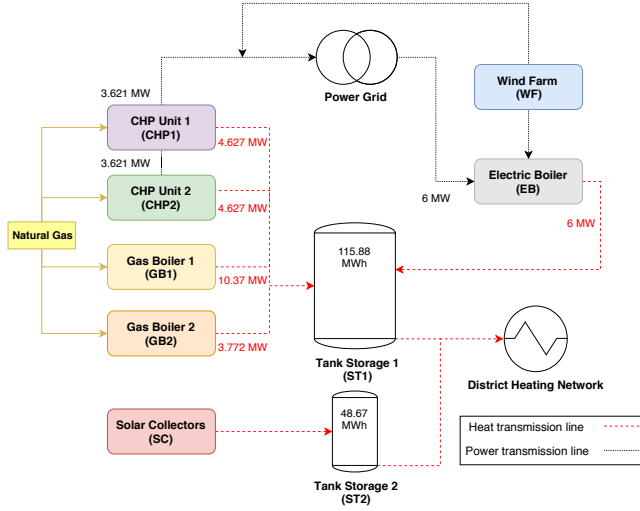 3.621 MW
Power Grid
Wind Farm
(WF)
CHP Unit 1
(CHP1)
4.627 MW
3.621 MW
CHP Unit 2
(CHP2)
4.627 MW
Electric Boiler
(EB)
6 MW
6 MW
Natural Gas
Gas Boiler 1
(GB1)
10.37 MW
115.88
MWh
Gas Boiler 2
(GB2)
3.772 MW
Tank Storage 1
(ST1)
District Heating Network
Solar Collectors
(SC)
48.67
MWh
Tank Storage 2
(ST2)
Heat transmission line
Power transmission line